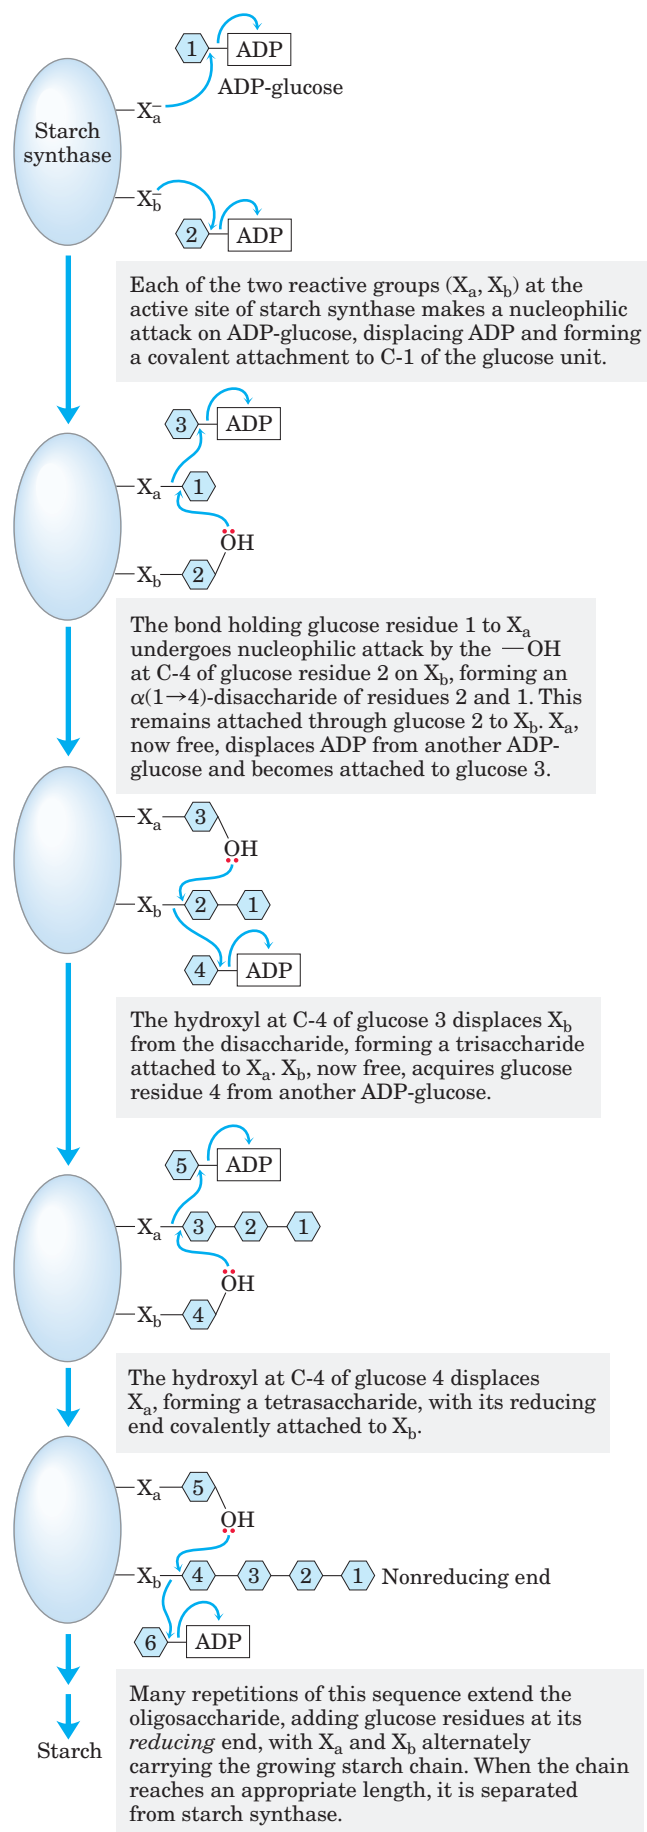 1 ADP
ADP-glucose
Xa⁻
Starch
synthase
Xb⁻
2 ADP
Each of the two reactive groups (Xa, Xb) at the
active site of starch synthase makes a nucleophilic
attack on ADP-glucose, displacing ADP and forming
a covalent attachment to C-1 of the glucose unit.
3 ADP
Xa 1
OH
Xb 2
The bond holding glucose residue 1 to Xa
undergoes nucleophilic attack by the —OH
at C-4 of glucose residue 2 on Xb, forming an
α(1→4)-disaccharide of residues 2 and 1. This
remains attached through glucose 2 to Xb. Xa,
now free, displaces ADP from another ADP-
glucose and becomes attached to glucose 3.
Xa 3
OH
Xb 2 1
4 ADP
The hydroxyl at C-4 of glucose 3 displaces Xb
from the disaccharide, forming a trisaccharide
attached to Xa. Xb, now free, acquires glucose
residue 4 from another ADP-glucose.
5 ADP
Xa 3 2 1
OH
Xb 4
The hydroxyl at C-4 of glucose 4 displaces
Xa, forming a tetrasaccharide, with its reducing
end covalently attached to Xb.
Xa 5
OH
Xb 4 3 2 1 Nonreducing end
6 ADP
Many repetitions of this sequence extend the
oligosaccharide, adding glucose residues at its
reducing end, with Xa and Xb alternately
carrying the growing starch chain. When the chain
reaches an appropriate length, it is separated
from starch synthase.
Starch